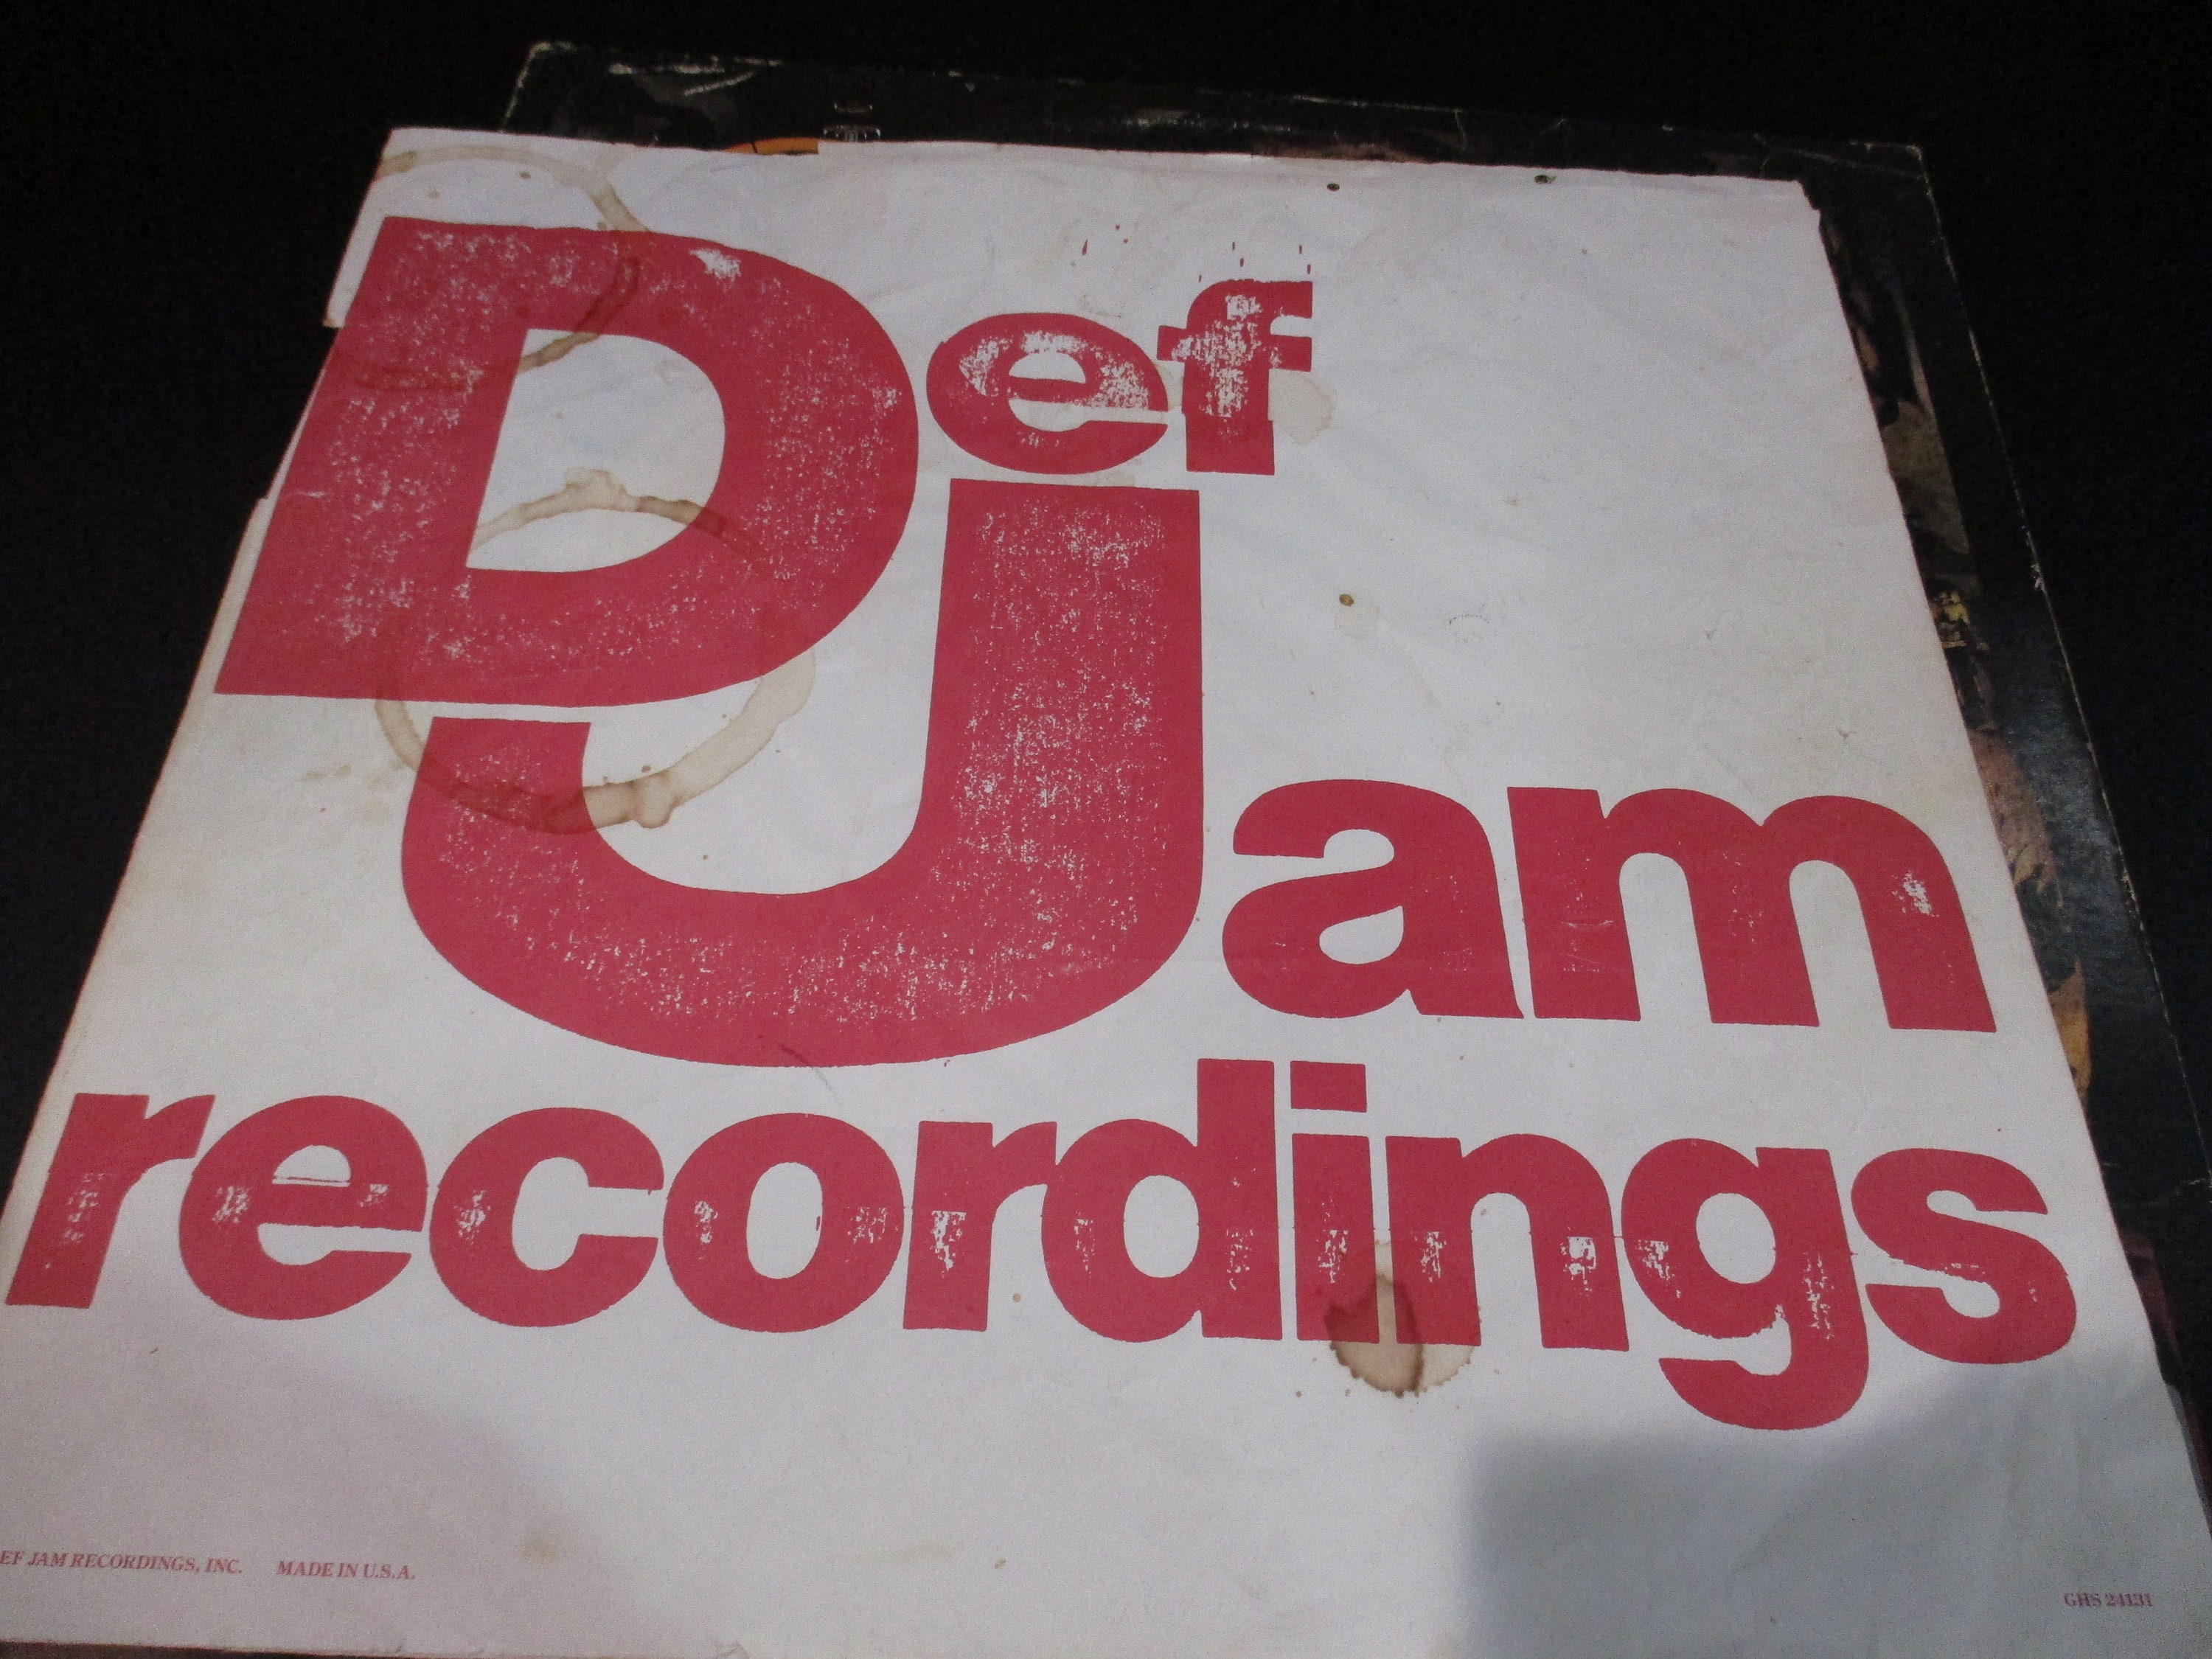 Def
Jam
recordings
EF JAM RECORDINGS, INC. MADE IN U.S.A.
GHS 24131